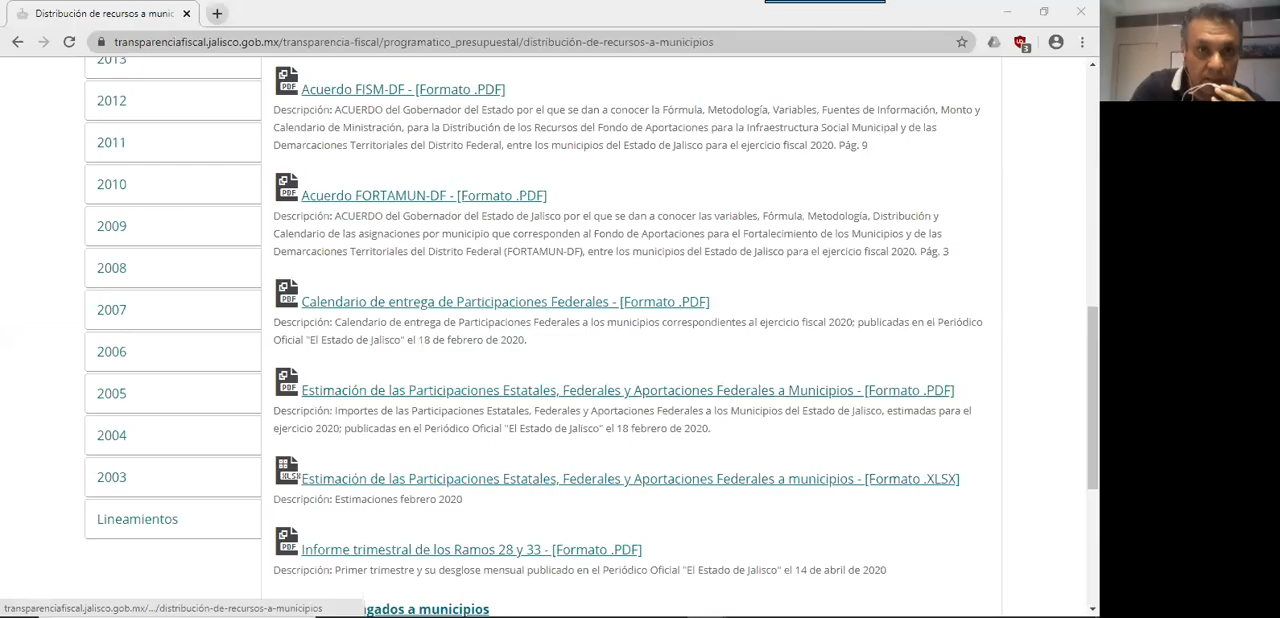 Distribución de recursos a munic
transparenciafiscal.jalisco.gob.mx/transparencia-fiscal/programatico_presupuestal/distribución-de-recursos-a-municipios
3
2013
2012
2011
2010
2009
2008
2007
2006
2005
2004
2003
Lineamientos
PDF
Acuerdo FISM-DF - [Formato .PDF]
Descripción: ACUERDO del Gobernador del Estado por el que se dan a conocer la Fórmula, Metodología, Variables, Fuentes de Información, Monto y
Calendario de Ministración, para la Distribución de los Recursos del Fondo de Aportaciones para la Infraestructura Social Municipal y de las
Demarcaciones Territoriales del Distrito Federal, entre los municipios del Estado de Jalisco para el ejercicio fiscal 2020. Pág. 9
PDF
Acuerdo FORTAMUN-DF - [Formato .PDF]
Descripción: ACUERDO del Gobernador del Estado de Jalisco por el que se dan a conocer las variables, Fórmula, Metodología, Distribución y
Calendario de las asignaciones por municipio que corresponden al Fondo de Aportaciones para el Fortalecimiento de los Municipios y de las
Demarcaciones Territoriales del Distrito Federal (FORTAMUN-DF), entre los municipios del Estado de Jalisco para el ejercicio fiscal 2020. Pág. 3
PDF
Calendario de entrega de Participaciones Federales - [Formato .PDF]
Descripción: Calendario de entrega de Participaciones Federales a los municipios correspondientes al ejercicio fiscal 2020; publicadas en el Periódico
Oficial "El Estado de Jalisco" el 18 de febrero de 2020.
PDF
Estimación de las Participaciones Estatales, Federales y Aportaciones Federales a Municipios - [Formato .PDF]
Descripción: Importes de las Participaciones Estatales, Federales y Aportaciones Federales a los Municipios del Estado de Jalisco, estimadas para el
ejercicio 2020; publicadas en el Periódico Oficial "El Estado de Jalisco" el 18 de febrero de 2020.
XLSX
Estimación de las Participaciones Estatales, Federales y Aportaciones Federales a municipios - [Formato .XLSX]
Descripción: Estimaciones febrero 2020
PDF
Informe trimestral de los Ramos 28 y 33 - [Formato .PDF]
Descripción: Primer trimestre y su desglose mensual publicado en el Periódico Oficial "El Estado de Jalisco" el 14 de abril de 2020
transparenciafiscal.jalisco.gob.mx/.../distribución-de-recursos-a-municipios
gados a municipios